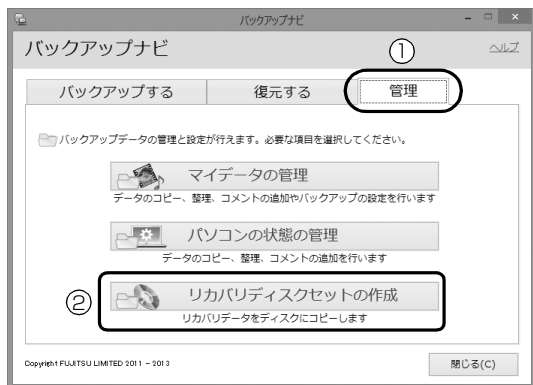 バックアップナビ
バックアップナビ
①
ヘルプ
バックアップする
復元する
管理
バックアップデータの管理と設定が行えます。必要な項目を選択してください。
マイデータの管理
データのコピー、整理、コメントの追加やバックアップの設定を行います
パソコンの状態の管理
データのコピー、整理、コメントの追加を行います
②
リカバリディスクセットの作成
リカバリデータをディスクにコピーします
Copyright FUJITSU LIMITED 2011 - 2013
閉じる(C)